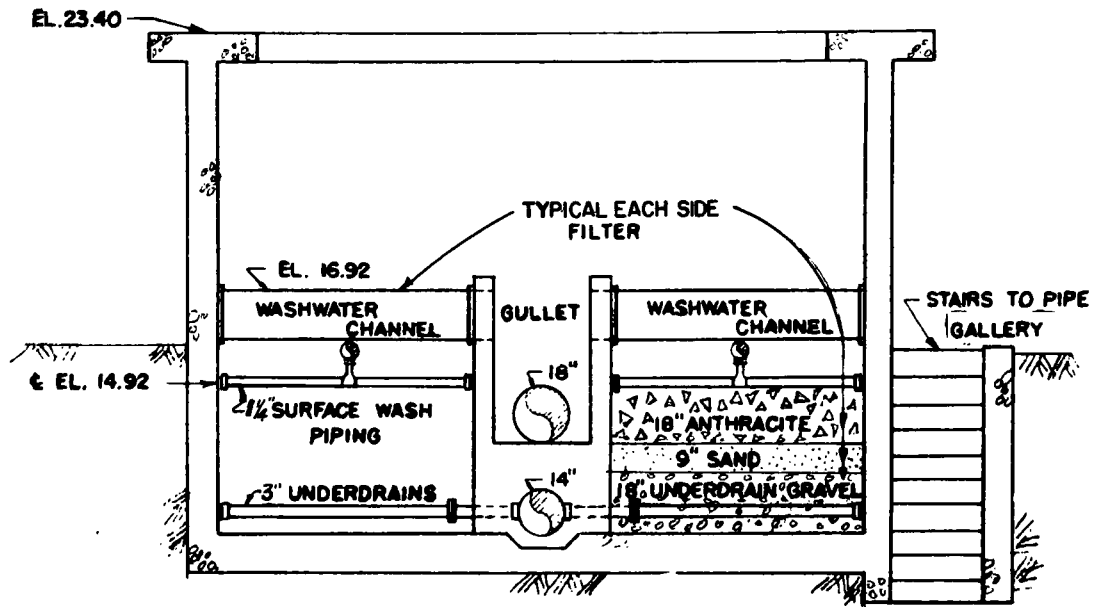 EL.23.40
TYPICAL EACH SIDE
FILTER
EL. 16.92
WASHWATER
CHANNEL
GULLET
WASHWATER
CHANNEL
STAIRS TO PIPE
GALLERY
℄ EL. 14.92
18"
1¼" SURFACE WASH
PIPING
18" ANTHRACITE
9" SAND
14"
3" UNDERDRAINS
18" UNDERDRAIN GRAVEL